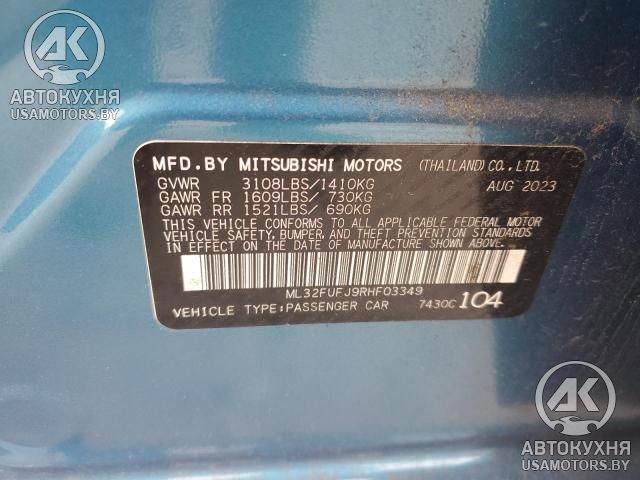 АК
АВТОКУХНЯ
USAMOTORS.BY
MFD.BY MITSUBISHI MOTORS (THAILAND)CO.,LTD.
GVWR 3108LBS/1410KG AUG 2023
GAWR FR 1609LBS/ 730KG
GAWR RR 1521LBS/ 690KG
THIS VEHICLE CONFORMS TO ALL APPLICABLE FEDERAL MOTOR
VEHICLE SAFETY, BUMPER, AND THEFT PREVENTION STANDARDS
IN EFFECT ON THE DATE OF MANUFACTURE SHOWN ABOVE.
ML32FUFJ9RHF03349
VEHICLE TYPE:PASSENGER CAR 7430C 104
АК
АВТОКУХНЯ
USAMOTORS.BY